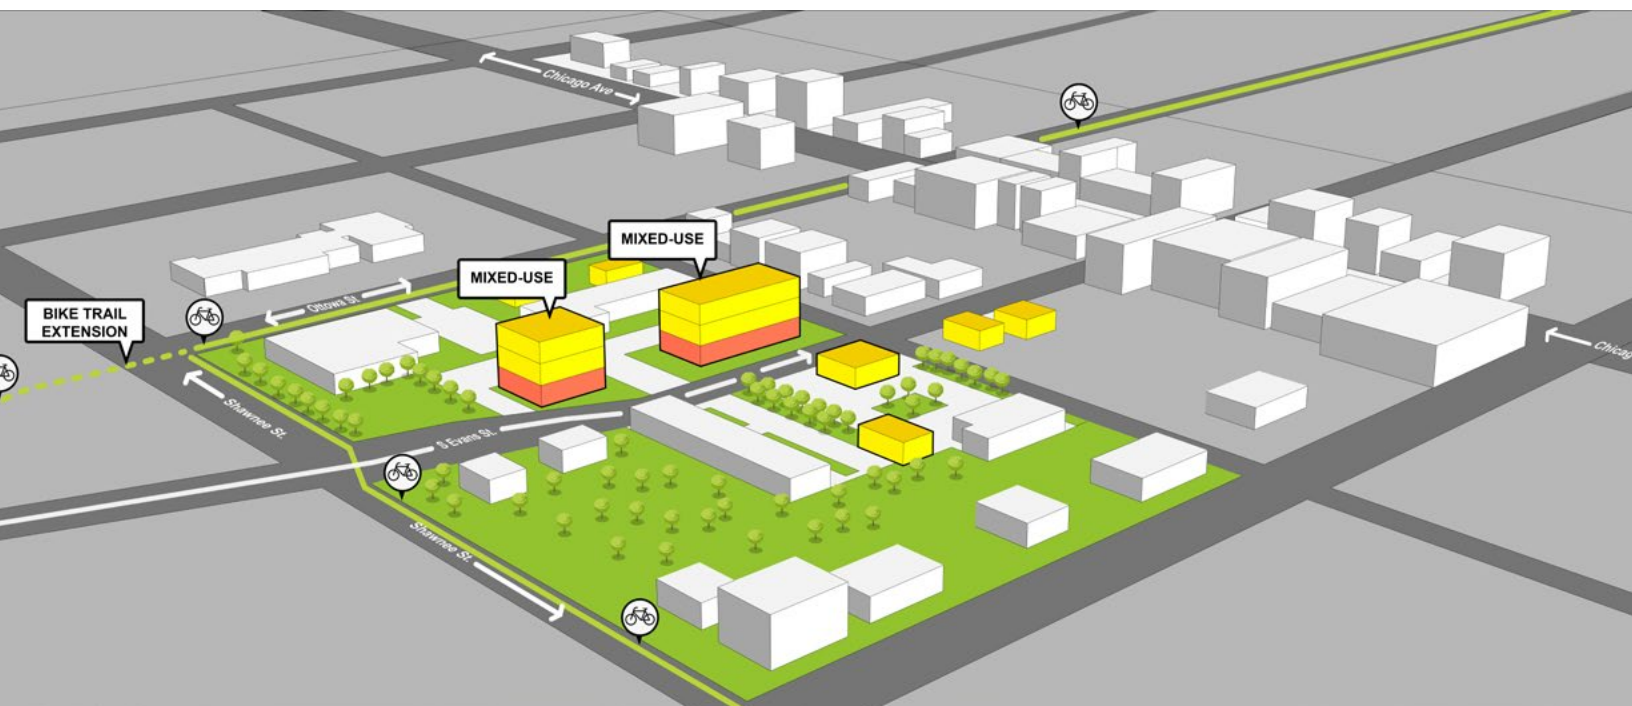 Chicago Ave
MIXED-USE
MIXED-USE
BIKE TRAIL
EXTENSION
Ottowa St
Shawnee St.
S Evans St.
Shawnee St.